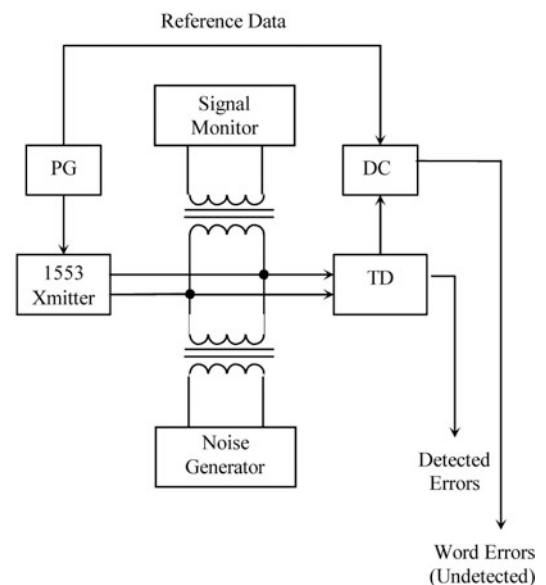 Reference Data
Signal
Monitor
PG
DC
1553
Xmitter
TD
Noise
Generator
Detected
Errors
Word Errors
(Undetected)